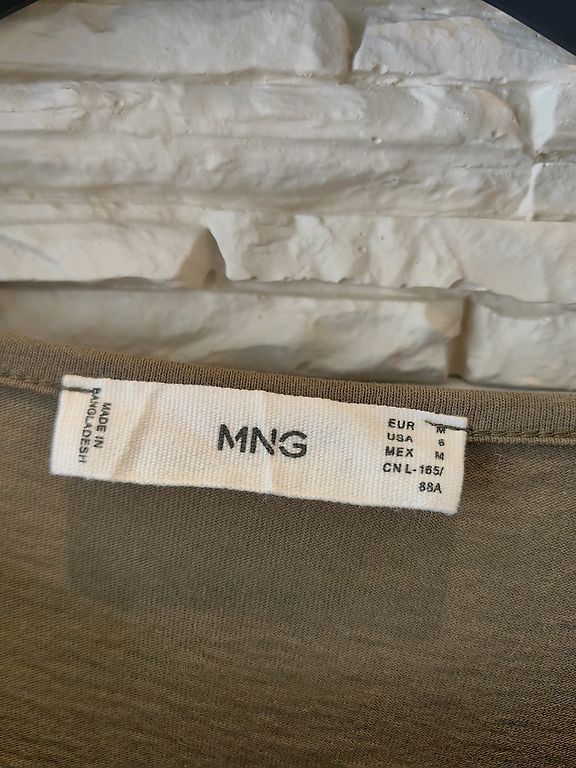 MADE IN
BANGLADESH
MNG
EUR M
USA 6
MEX M
CN L-165/
88A